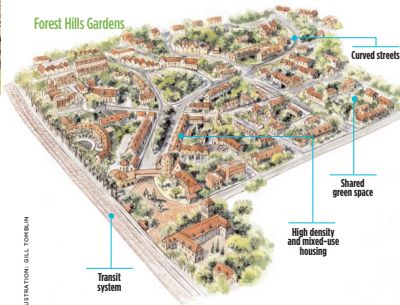 Forest Hills Gardens
Curved streets
Shared
green space
High density
and mixed-use
housing
Transit
system
USTRATION: GILL TOMBLIN